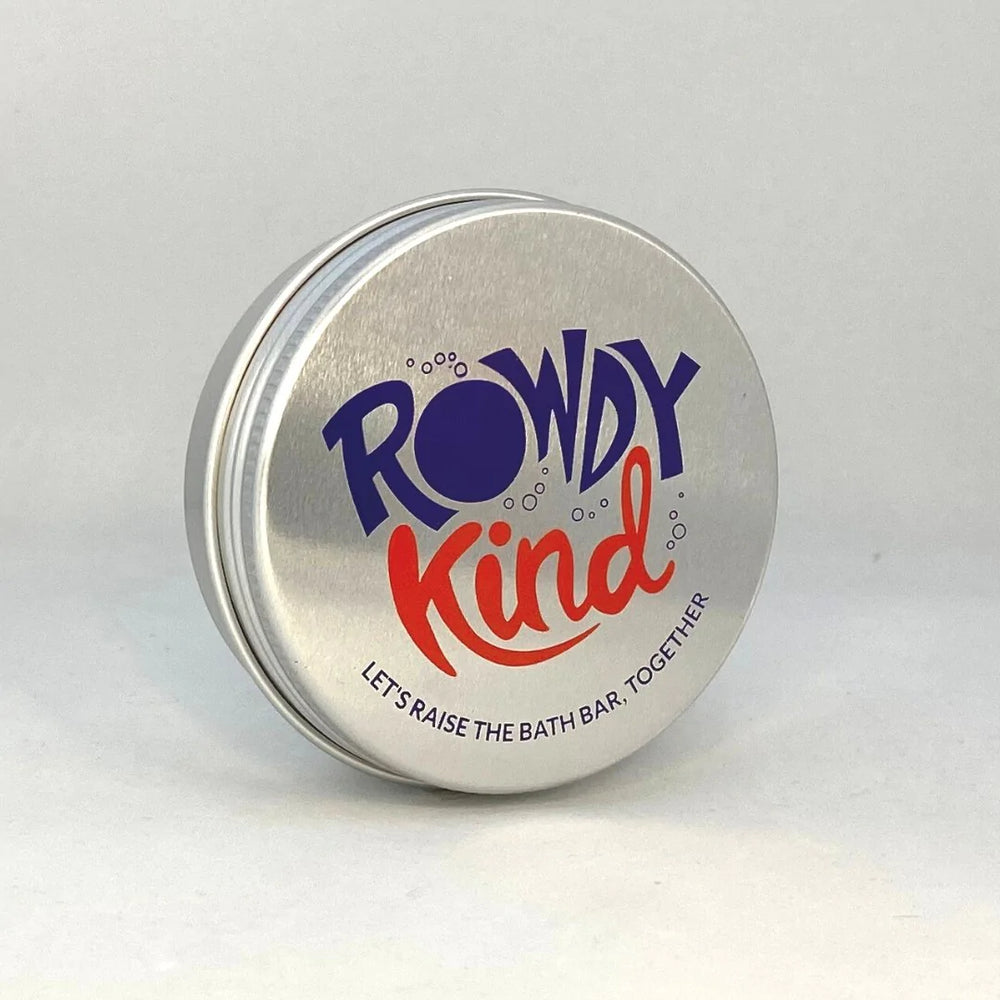 ROWDY
Kind
LET'S RAISE THE BATH BAR, TOGETHER